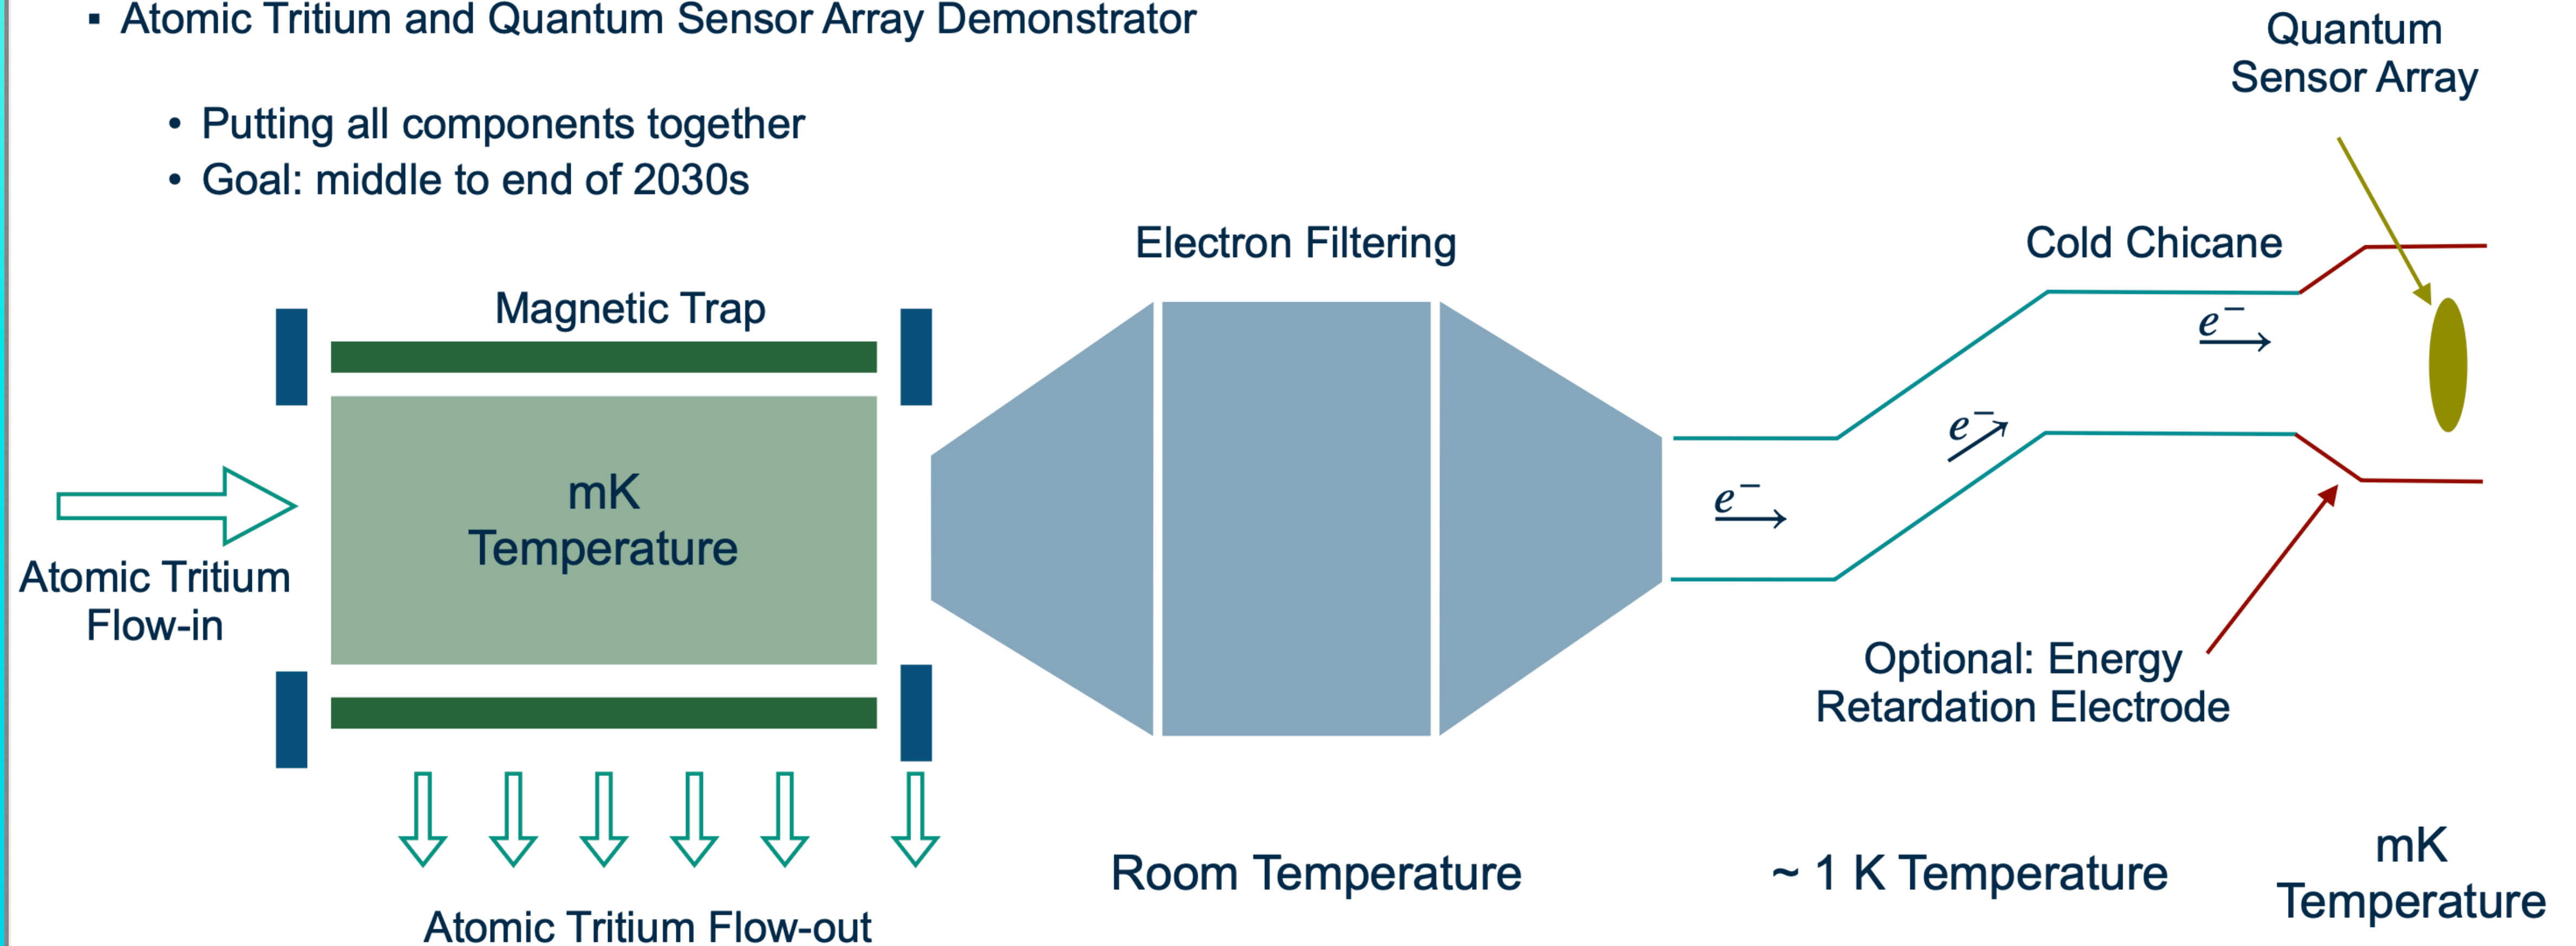 ▪ Atomic Tritium and Quantum Sensor Array Demonstrator
• Putting all components together
• Goal: middle to end of 2030s
Quantum
Sensor Array
Electron Filtering
Cold Chicane
Magnetic Trap
e⁻
e⁻
e⁻
mK
Temperature
Atomic Tritium
Flow-in
Optional: Energy
Retardation Electrode
Room Temperature
~ 1 K Temperature
mK
Temperature
Atomic Tritium Flow-out